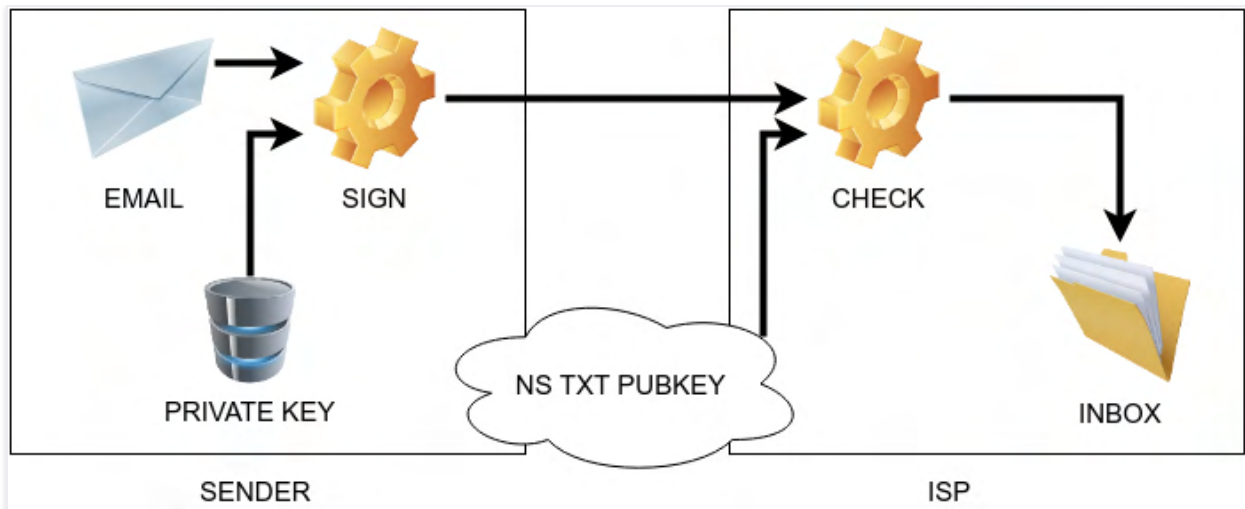 EMAIL
SIGN
CHECK
PRIVATE KEY
NS TXT PUBKEY
INBOX
SENDER
ISP